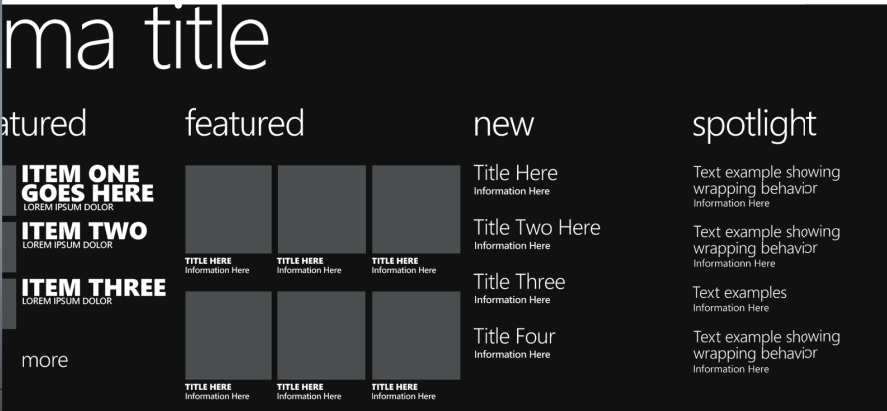 ma title
atured
ITEM ONE
GOES HERE
LOREM IPSUM DOLOR
ITEM TWO
LOREM IPSUM DOLOR
ITEM THREE
LOREM IPSUM DOLOR
more
featured
TITLE HERE
Information Here
TITLE HERE
Information Here
TITLE HERE
Information Here
TITLE HERE
Information Here
TITLE HERE
Information Here
TITLE HERE
Information Here
new
Title Here
Information Here
Title Two Here
Information Here
Title Three
Information Here
Title Four
Information Here
spotlight
Text example showing
wrapping behavior
Information Here
Text example showing
wrapping behavior
Informationn Here
Text examples
Information Here
Text example showing
wrapping behavior
Information Here